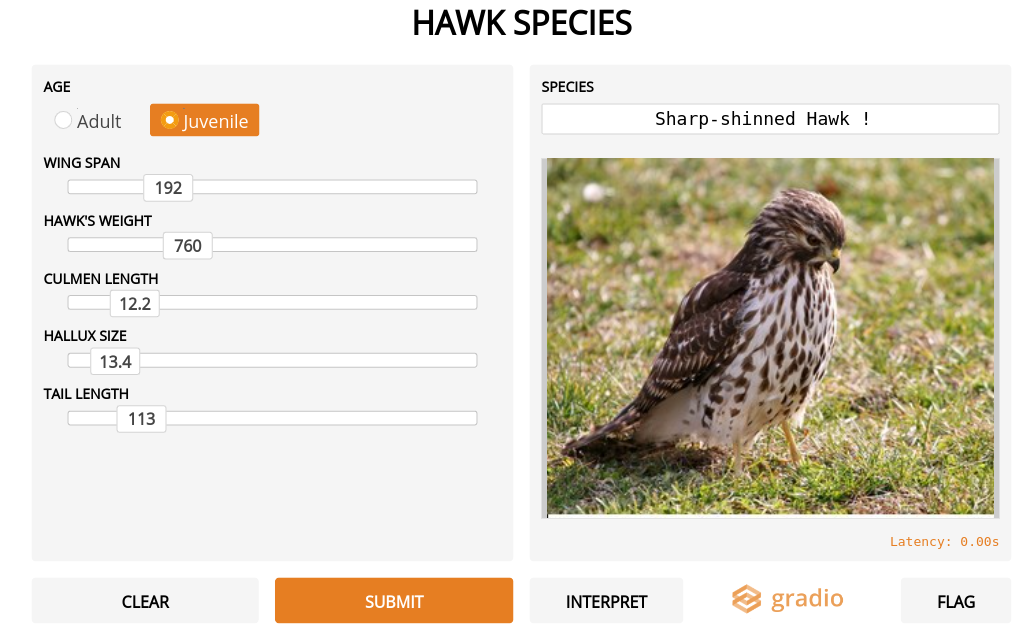 HAWK SPECIES
AGE
Adult
Juvenile
WING SPAN
192
HAWK'S WEIGHT
760
CULMEN LENGTH
12.2
HALLUX SIZE
13.4
TAIL LENGTH
113
CLEAR
SUBMIT
SPECIES
Sharp-shinned Hawk !
Latency: 0.00s
INTERPRET
gradio
FLAG